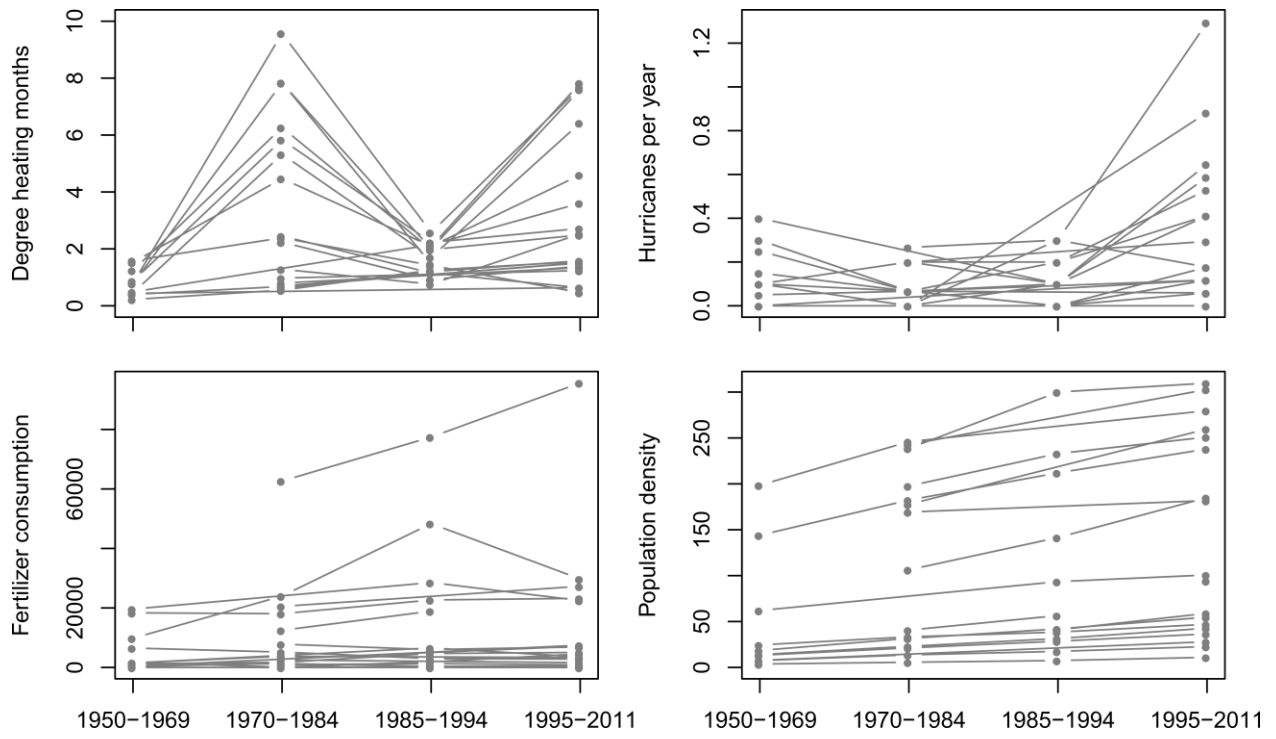 Degree heating months
10
8
6
4
2
0
Hurricanes per year
1.2
0.8
0.4
0.0
Fertilizer consumption
60000
20000
0
1950−1969 1970−1984 1985−1994 1995−2011
Population density
250
150
50
0
1950−1969 1970−1984 1985−1994 1995−2011